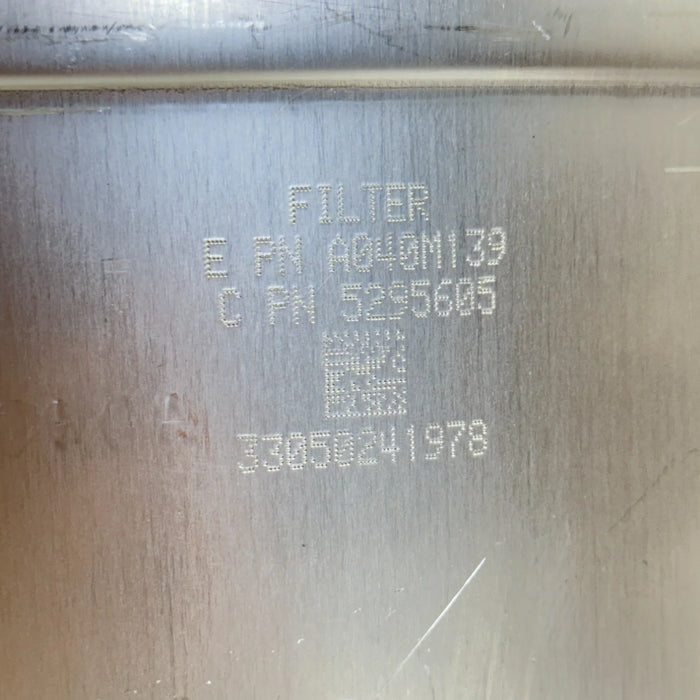 FILTER
E PN A040M139
C PN 5295605
33050241978